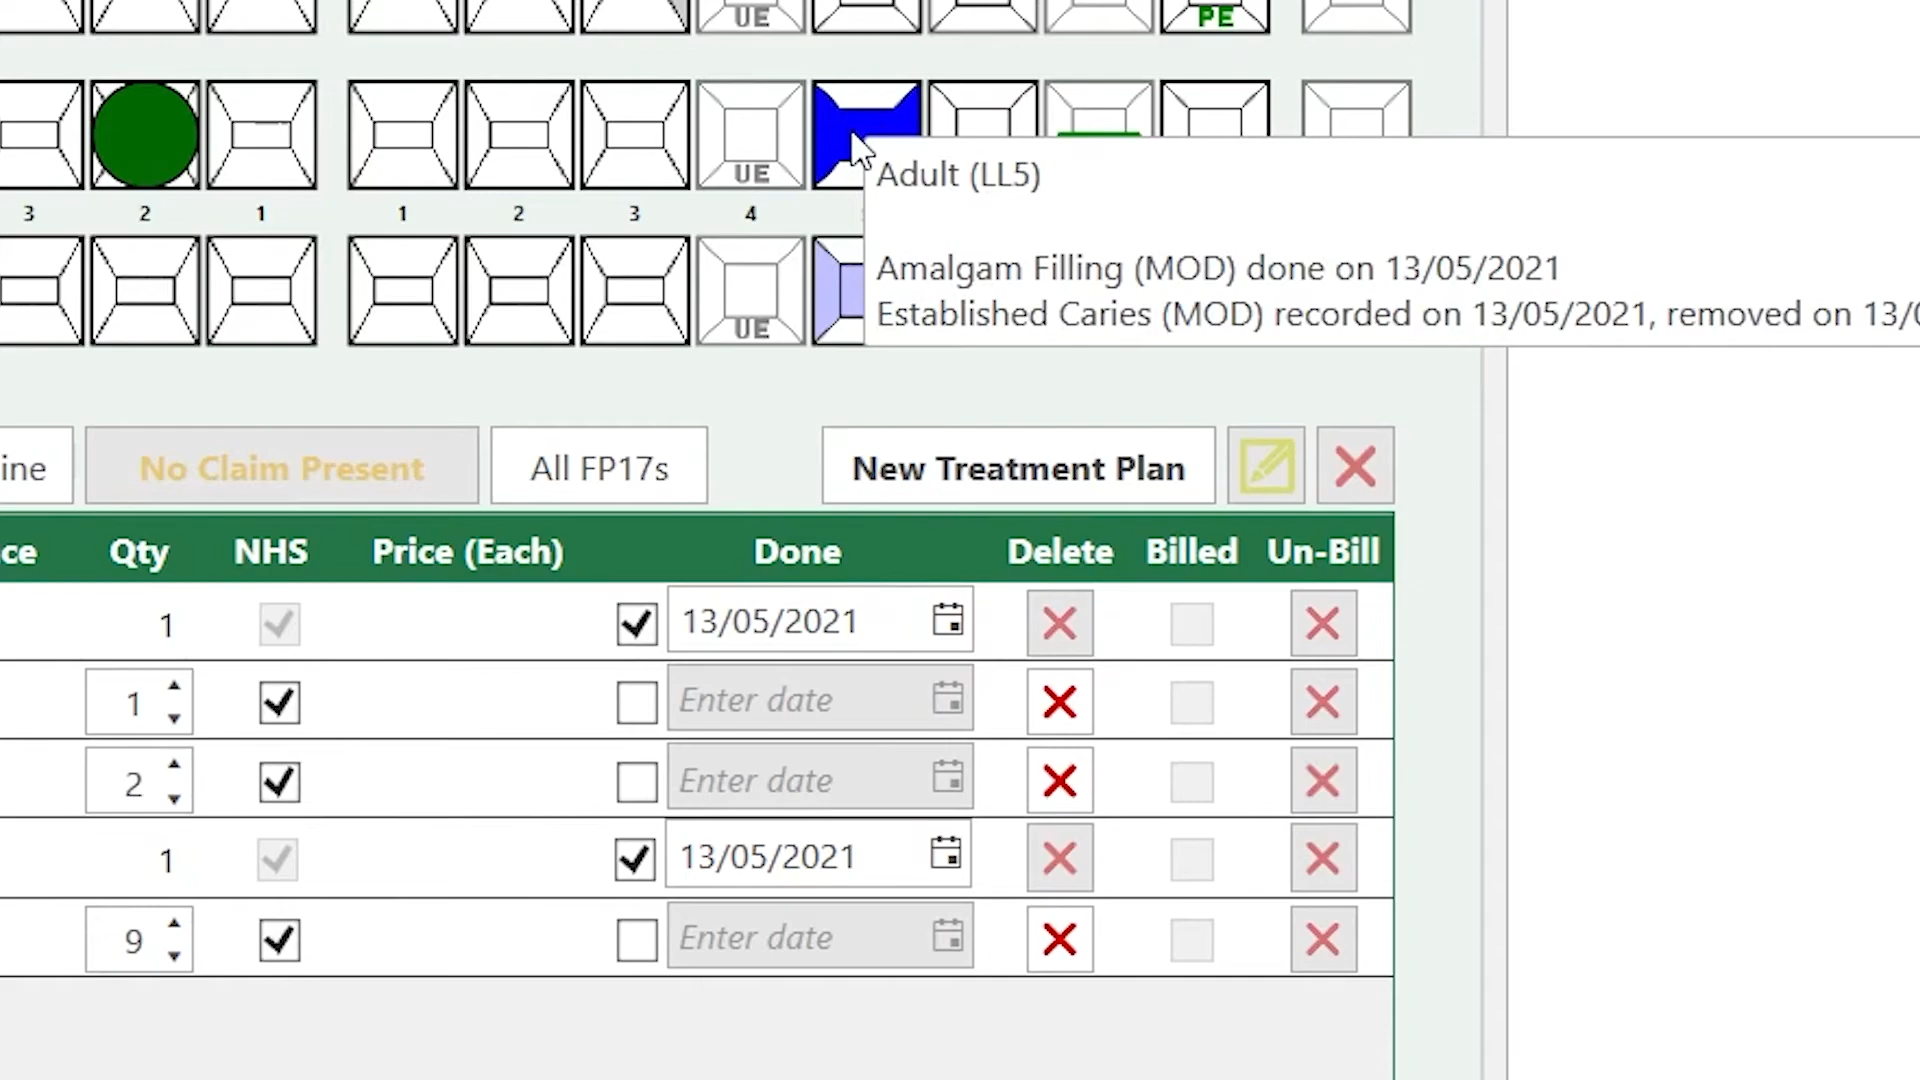 UE PE
UE
3 2 1 1 2 3 4
UE
Adult (LL5)
Amalgam Filling (MOD) done on 13/05/2021
Established Caries (MOD) recorded on 13/05/2021, removed on 13/0
ine No Claim Present All FP17s New Treatment Plan
ce Qty NHS Price (Each) Done Delete Billed Un-Bill
1 13/05/2021
1 Enter date
2 Enter date
1 13/05/2021
9 Enter date